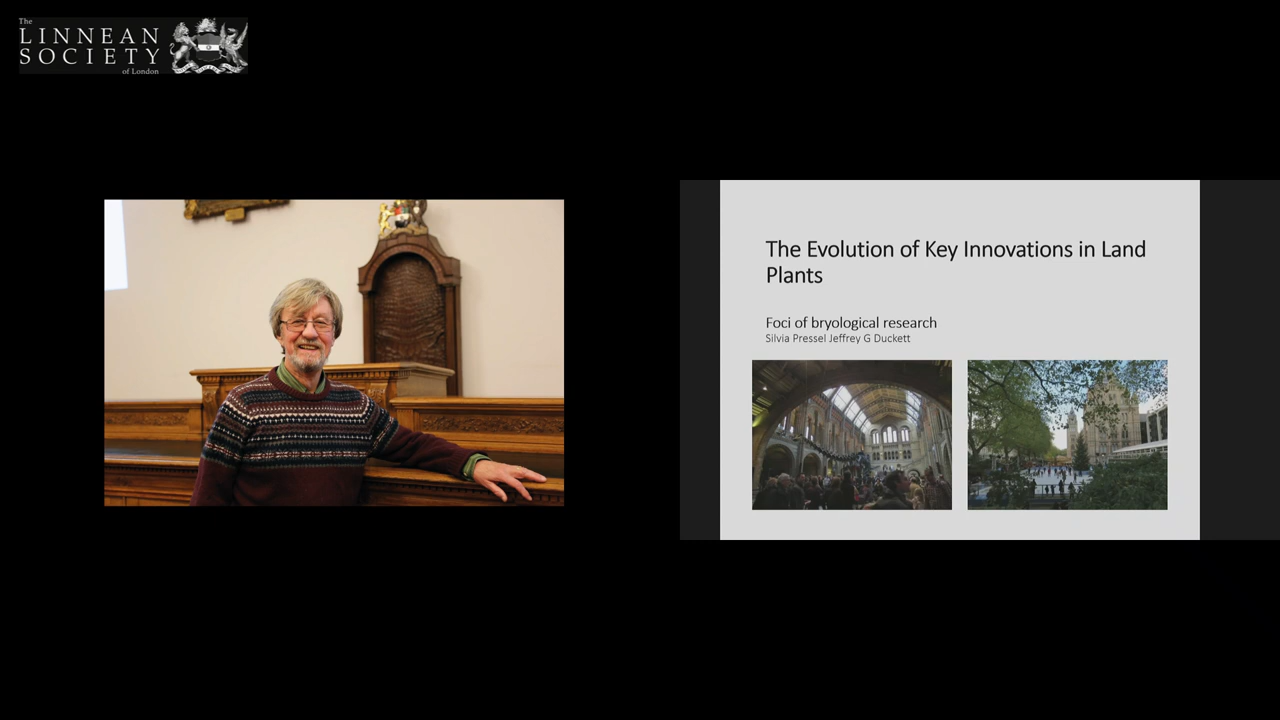 The
LINNEAN
SOCIETY
of London
The Evolution of Key Innovations in Land
Plants
Foci of bryological research
Silvia Pressel Jeffrey G Duckett